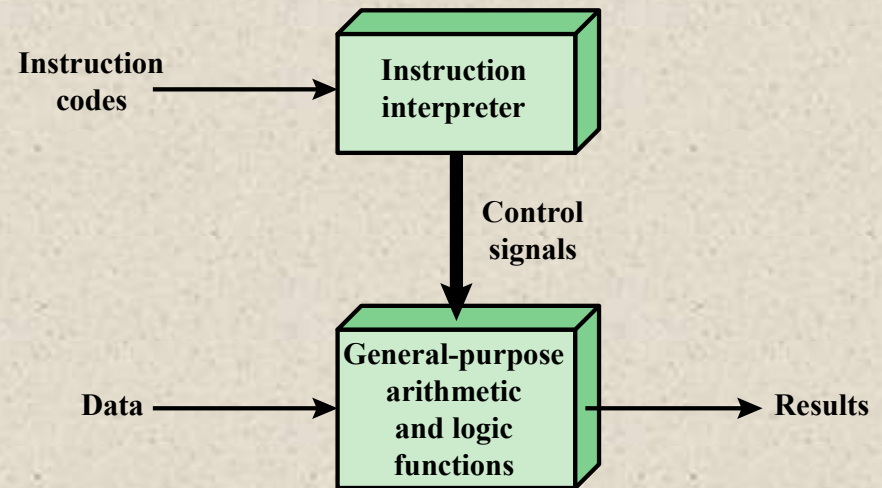 Instruction
codes
Instruction
interpreter
Control
signals
Data
General-purpose
arithmetic
and logic
functions
Results